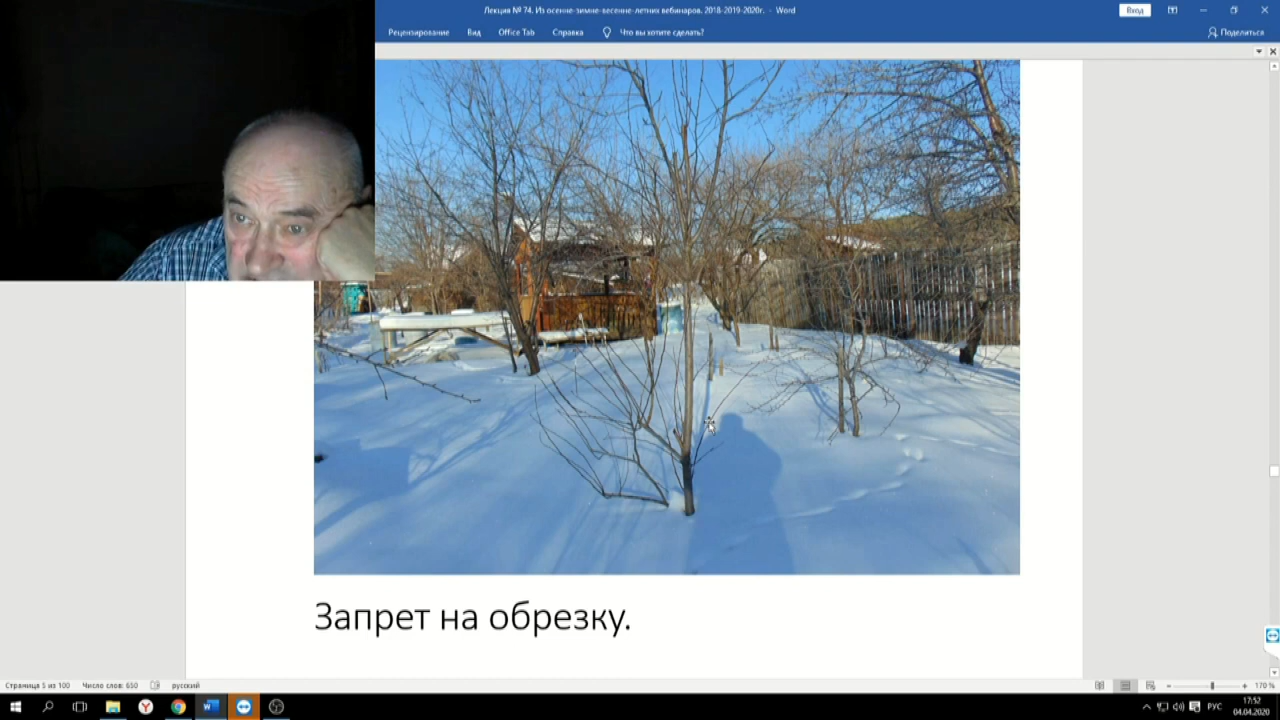 Лекция № 74. Из осенне-зимне-весенне-летних вебинаров. 2018-2019-2020г. - Word
Вход
Рецензирование Вид Office Tab Справка Что вы хотите сделать? Поделиться
Запрет на обрезку.
Страница 5 из 100 Число слов: 650 русский 170 %
W РУС 17:52
04.04.2020